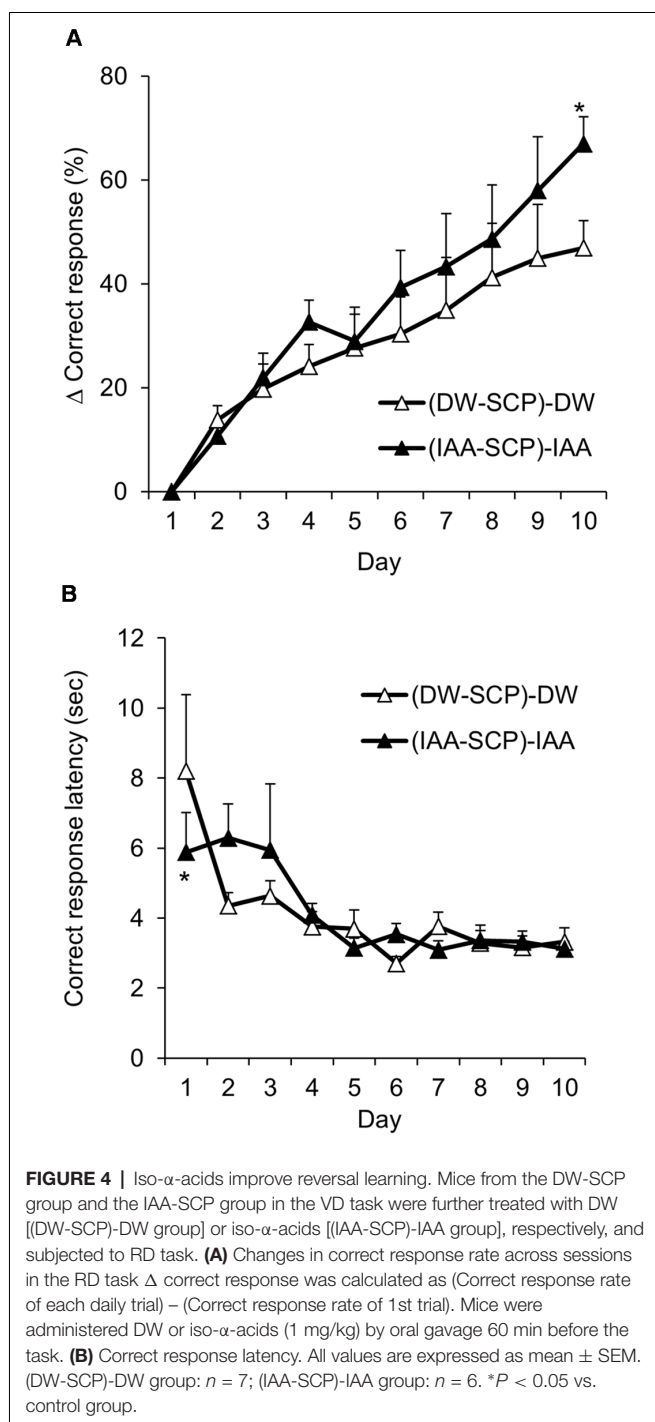 A
80
60
40
20
0
Δ Correct response (%)
*
(DW-SCP)-DW
(IAA-SCP)-IAA
1 2 3 4 5 6 7 8 9 10
Day
B
12
10
8
6
4
2
0
Correct response latency (sec)
(DW-SCP)-DW
(IAA-SCP)-IAA
*
1 2 3 4 5 6 7 8 9 10
Day
FIGURE 4 | Iso-α-acids improve reversal learning. Mice from the DW-SCP
group and the IAA-SCP group in the VD task were further treated with DW
[(DW-SCP)-DW group] or iso-α-acids [(IAA-SCP)-IAA group], respectively, and
subjected to RD task. (A) Changes in correct response rate across sessions
in the RD task Δ correct response was calculated as (Correct response rate
of each daily trial) – (Correct response rate of 1st trial). Mice were
administered DW or iso-α-acids (1 mg/kg) by oral gavage 60 min before the
task. (B) Correct response latency. All values are expressed as mean ± SEM.
(DW-SCP)-DW group: n = 7; (IAA-SCP)-IAA group: n = 6. *P < 0.05 vs.
control group.